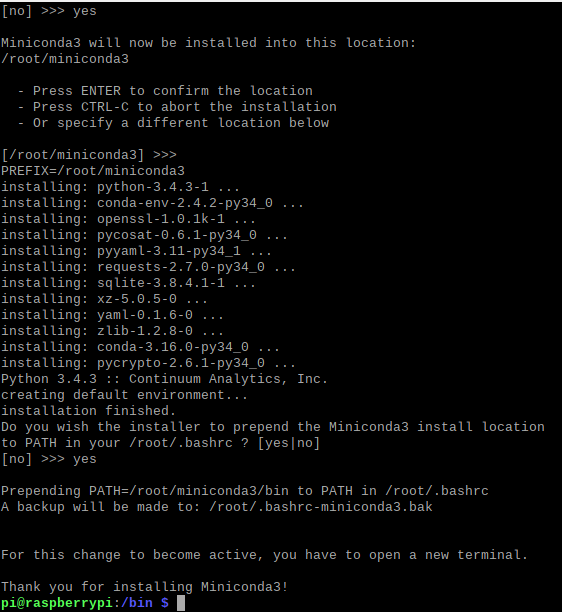 [no] >>> yes
Miniconda3 will now be installed into this location:
/root/miniconda3
- Press ENTER to confirm the location
- Press CTRL-C to abort the installation
- Or specify a different location below
[/root/miniconda3] >>>
PREFIX=/root/miniconda3
installing: python-3.4.3-1 ...
installing: conda-env-2.4.2-py34_0 ...
installing: openssl-1.0.1k-1 ...
installing: pycosat-0.6.1-py34_0 ...
installing: pyyaml-3.11-py34_1 ...
installing: requests-2.7.0-py34_0 ...
installing: sqlite-3.8.4.1-1 ...
installing: xz-5.0.5-0 ...
installing: yaml-0.1.6-0 ...
installing: zlib-1.2.8-0 ...
installing: conda-3.16.0-py34_0 ...
installing: pycrypto-2.6.1-py34_0 ...
Python 3.4.3 :: Continuum Analytics, Inc.
creating default environment...
installation finished.
Do you wish the installer to prepend the Miniconda3 install location
to PATH in your /root/.bashrc ? [yes|no]
[no] >>> yes
Prepending PATH=/root/miniconda3/bin to PATH in /root/.bashrc
A backup will be made to: /root/.bashrc-miniconda3.bak
For this change to become active, you have to open a new terminal.
Thank you for installing Miniconda3!
pi@raspberrypi:/bin $